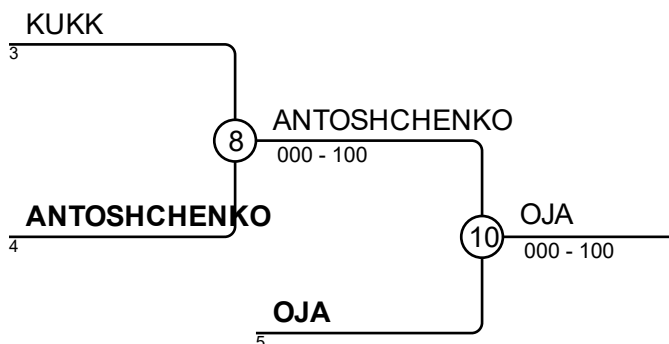 KUKK
3
8
ANTOSHCHENKO
000 - 100
ANTOSHCHENKO
4
10
OJA
000 - 100
OJA
5